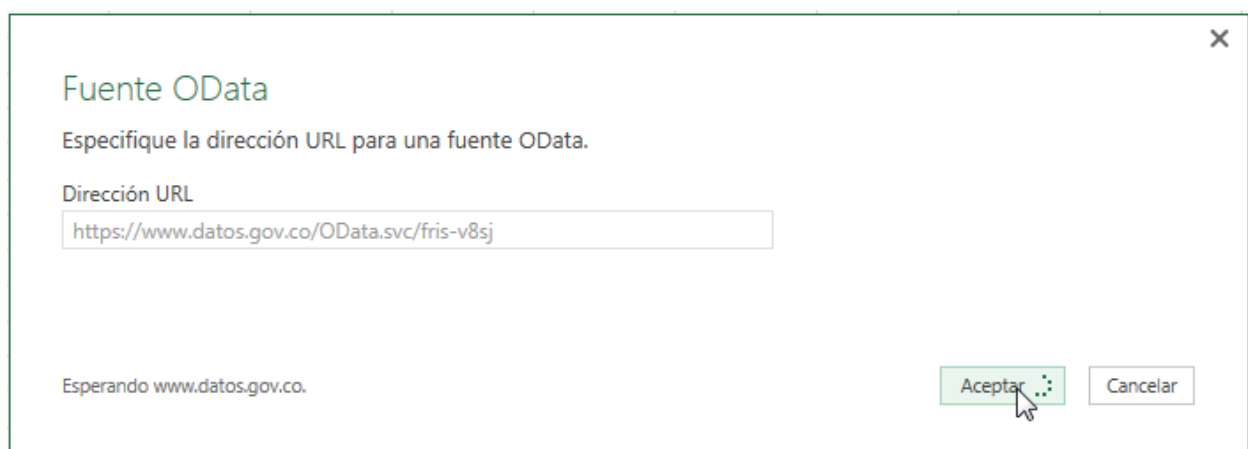 Fuente OData
Especifique la dirección URL para una fuente OData.
Dirección URL
https://www.datos.gov.co/OData.svc/fris-v8sj
Esperando www.datos.gov.co.
Aceptar
Cancelar